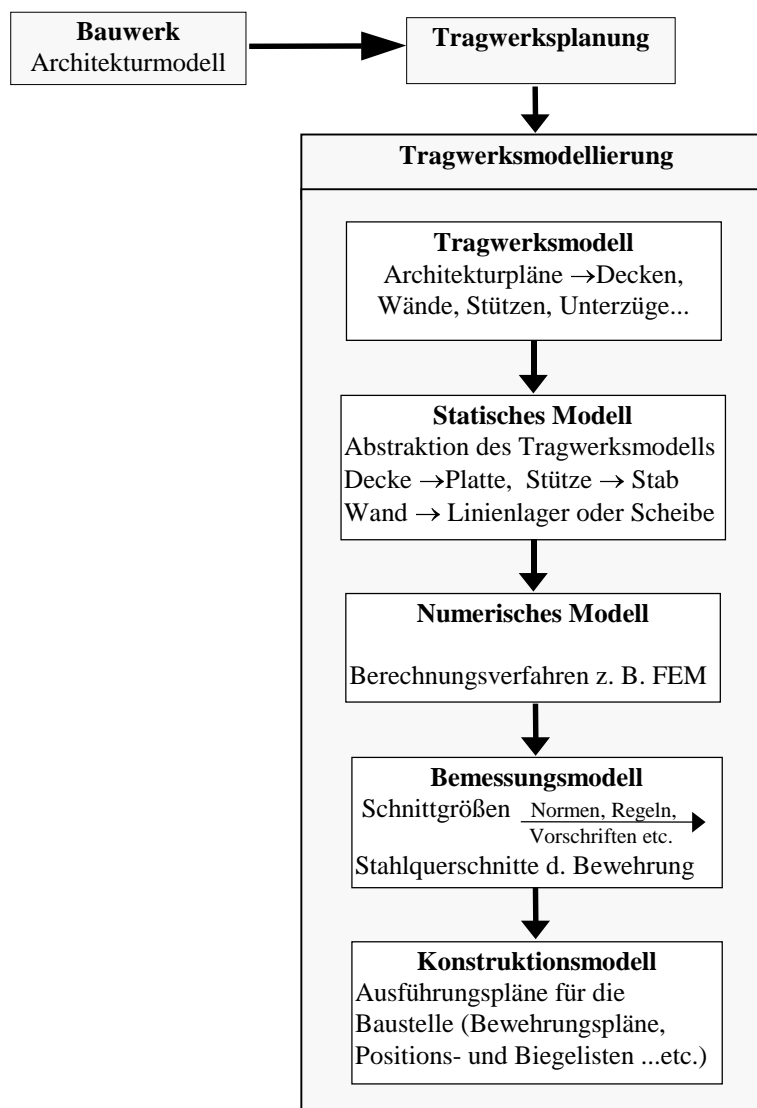 Bauwerk
Architekturmodell
Tragwerksplanung
Tragwerksmodellierung
Tragwerksmodell
Architekturpläne →Decken,
Wände, Stützen, Unterzüge...
Statisches Modell
Abstraktion des Tragwerksmodells
Decke →Platte, Stütze → Stab
Wand → Linienlager oder Scheibe
Numerisches Modell
Berechnungsverfahren z. B. FEM
Bemessungsmodell
Schnittgrößen
Normen, Regeln,
Vorschriften etc.
Stahlquerschnitte d. Bewehrung
Konstruktionsmodell
Ausführungspläne für die
Baustelle (Bewehrungspläne,
Positions- und Biegelisten ...etc.)